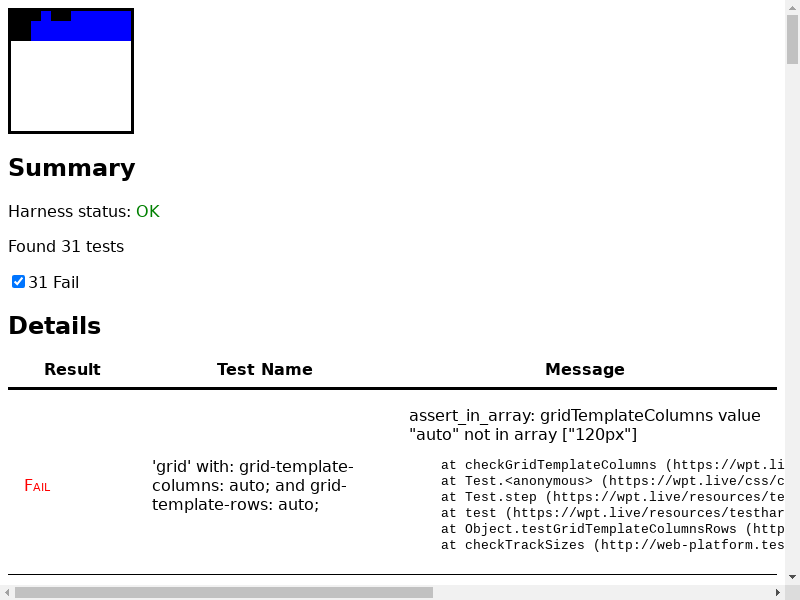 Summary
Harness status: OK
Found 31 tests
31 Fail
Details
Result Test Name Message
assert_in_array: gridTemplateColumns value
"auto" not in array ["120px"]
'grid' with: grid-template-
columns: auto; and grid-
template-rows: auto;
Fail
at checkGridTemplateColumns (https://wpt.li
at Test.<anonymous> (https://wpt.live/css/c
at Test.step (https://wpt.live/resources/te
at test (https://wpt.live/resources/testhar
at Object.testGridTemplateColumnsRows (http
at checkTrackSizes (http://web-platform.tes